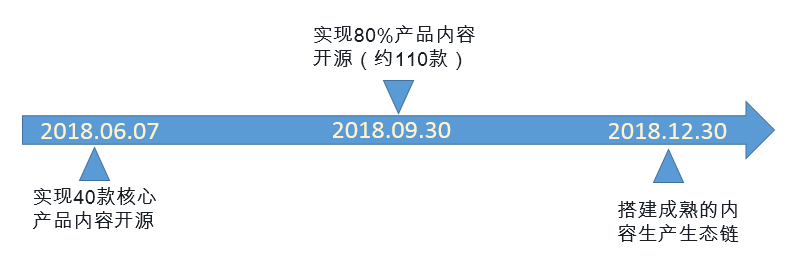 实现80%产品内容
开源（约110款）
2018.06.07
2018.09.30
2018.12.30
实现40款核心
产品内容开源
搭建成熟的内
容生产生态链